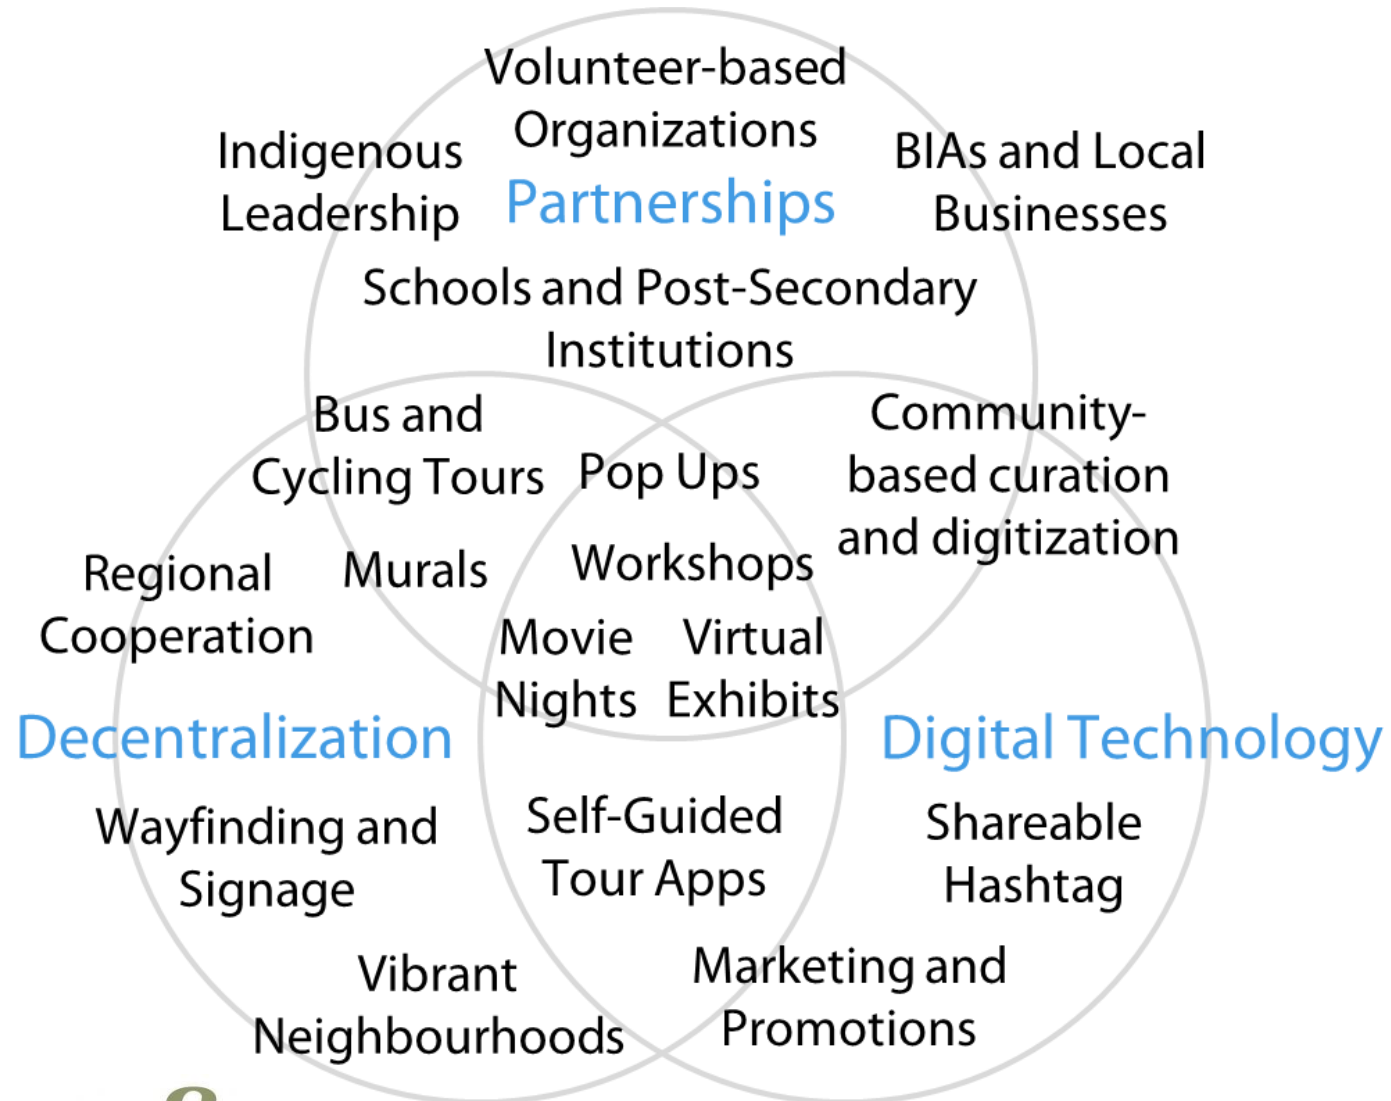 Volunteer-based
Organizations
Indigenous
Leadership
BIAs and Local
Businesses
Partnerships
Schools and Post-Secondary
Institutions
Bus and
Cycling Tours
Pop Ups
Community-
based curation
and digitization
Regional
Cooperation
Murals
Workshops
Movie
Nights
Virtual
Exhibits
Decentralization
Digital Technology
Wayfinding and
Signage
Self-Guided
Tour Apps
Shareable
Hashtag
Vibrant
Neighbourhoods
Marketing and
Promotions